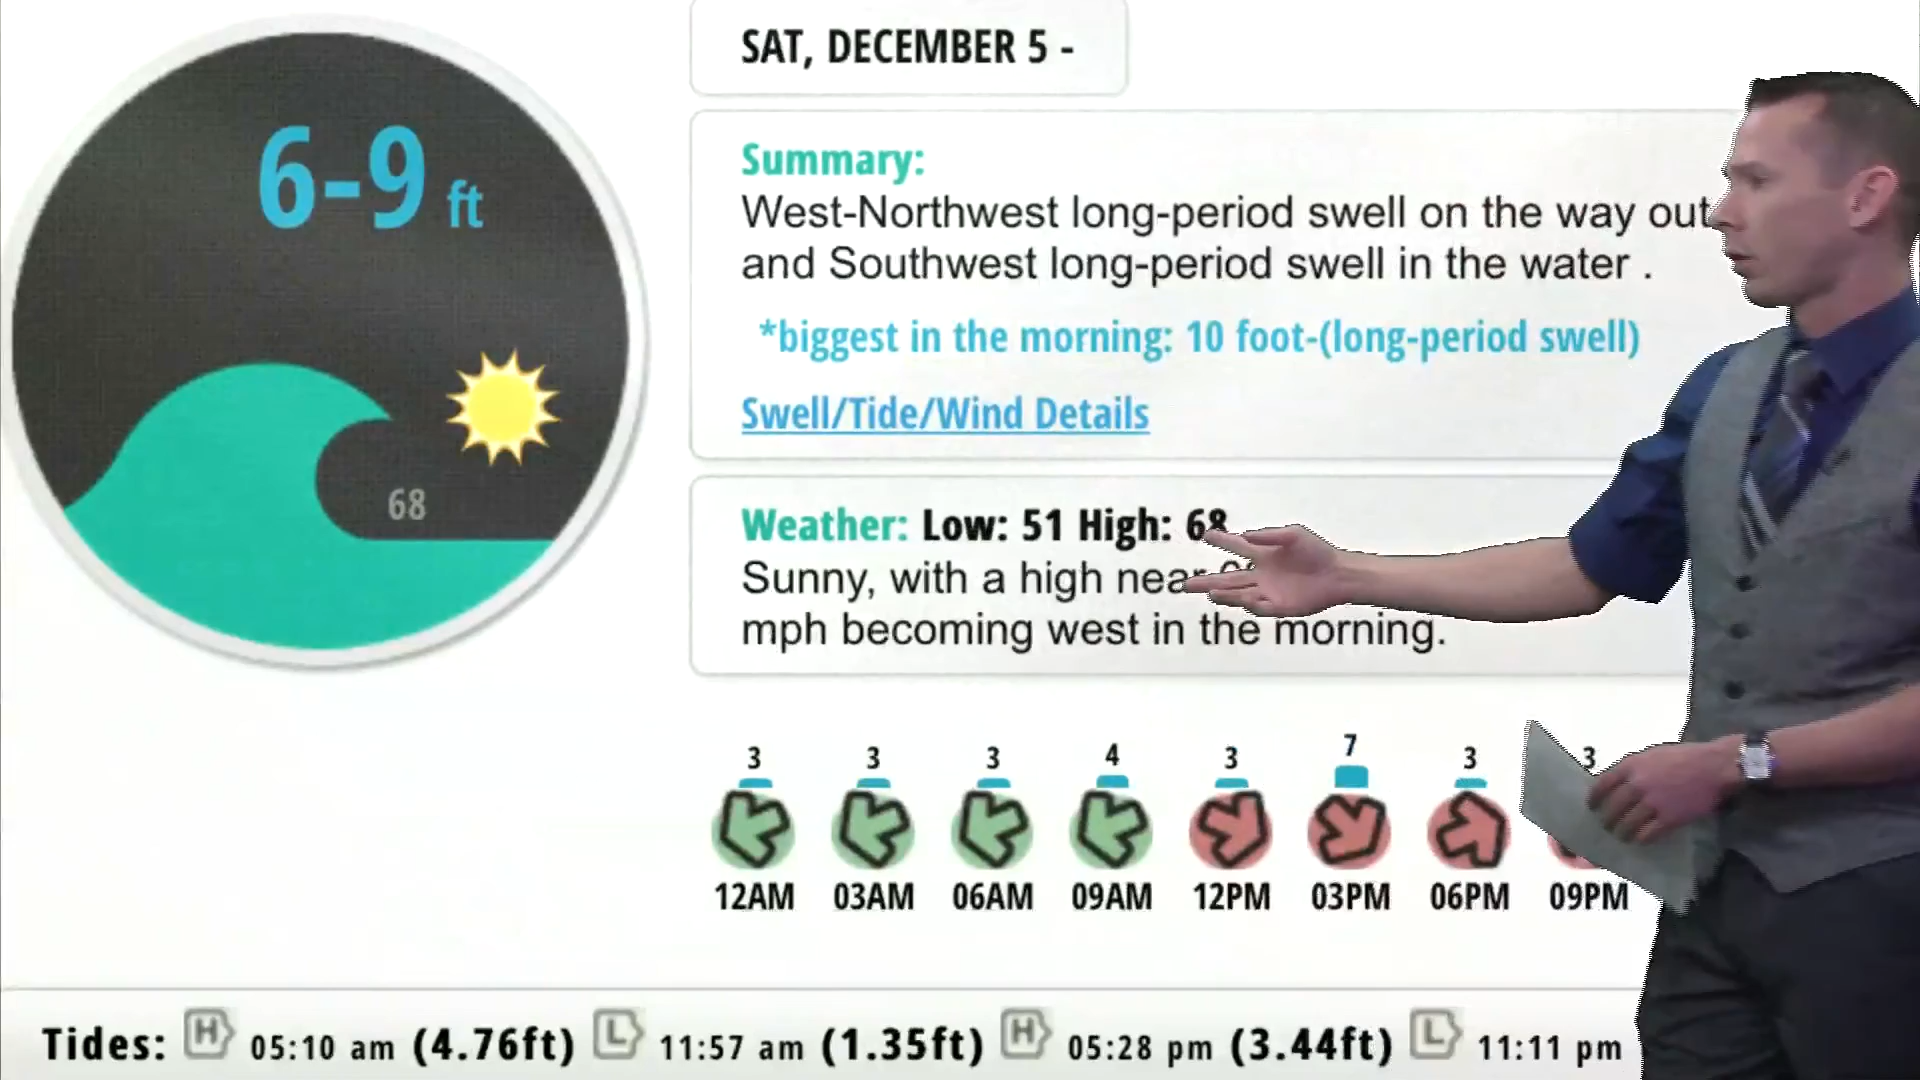 6-9 ft
68
SAT, DECEMBER 5 -
Summary:
West-Northwest long-period swell on the way out
and Southwest long-period swell in the water .
*biggest in the morning: 10 foot-(long-period swell)
Swell/Tide/Wind Details
Weather: Low: 51 High: 68
Sunny, with a high near
mph becoming west in the morning.
3 3 3 4 3 7 3 3
12AM 03AM 06AM 09AM 12PM 03PM 06PM 09PM
Tides: H 05:10 am (4.76ft) L 11:57 am (1.35ft) H 05:28 pm (3.44ft) L 11:11 pm